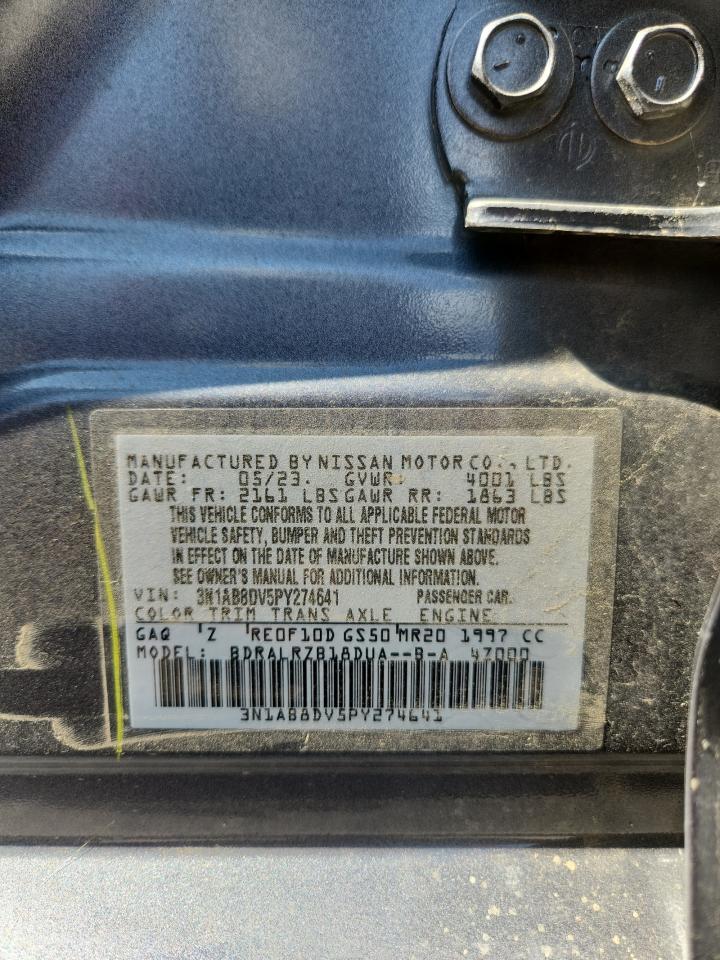 MANUFACTURED BY NISSAN MOTOR CO., LTD.
DATE: 05/23. GVWR 4001 LBS
GAWR FR: 2161 LBS GAWR RR: 1863 LBS
THIS VEHICLE CONFORMS TO ALL APPLICABLE FEDERAL MOTOR
VEHICLE SAFETY, BUMPER AND THEFT PREVENTION STANDARDS
IN EFFECT ON THE DATE OF MANUFACTURE SHOWN ABOVE.
SEE OWNER'S MANUAL FOR ADDITIONAL INFORMATION.
VIN: 3N1AB8DV5PY274641 PASSENGER CAR.
COLOR TRIM TRANS AXLE ENGINE
GAQ Z RE0F10D GS50 MR20 1997 CC
MODEL: BDRALRZB18DUA--B-A 47000
3N1AB8DV5PY274641